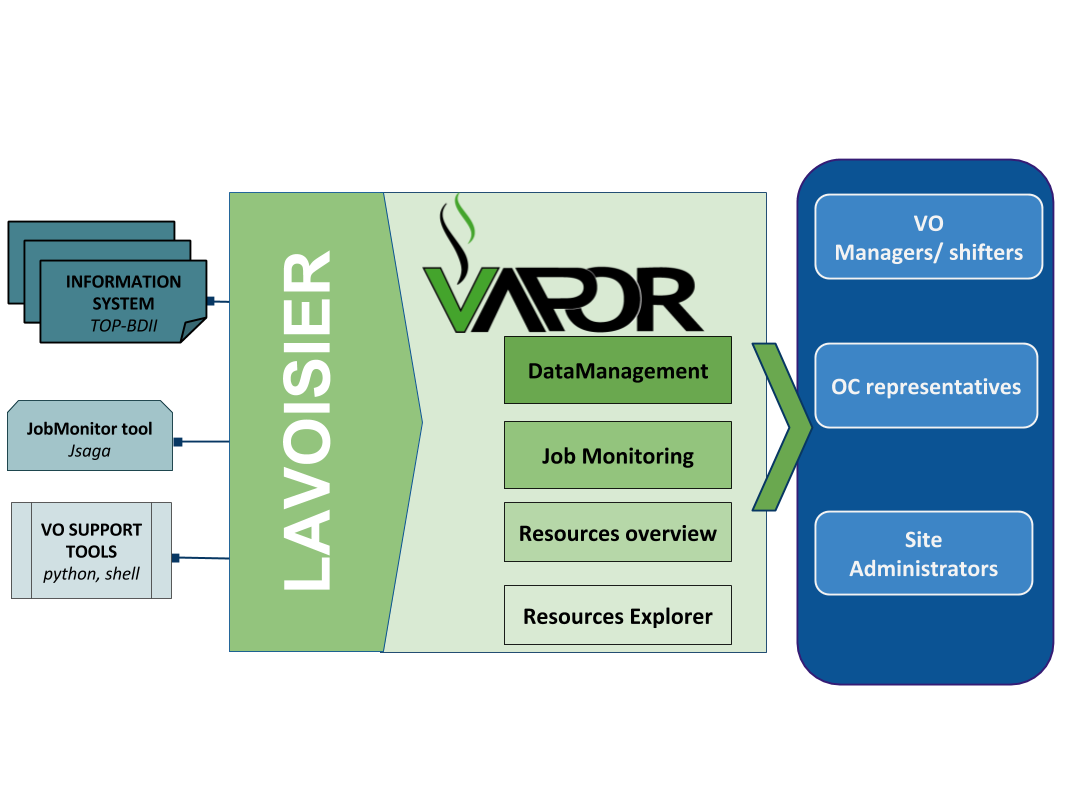 INFORMATION
SYSTEM
TOP-BDII
JobMonitor tool
Jsaga
VO SUPPORT
TOOLS
python, shell
LAVOISIER
VAPOR
DataManagement
Job Monitoring
Resources overview
Resources Explorer
VO
Managers/ shifters
OC representatives
Site
Administrators